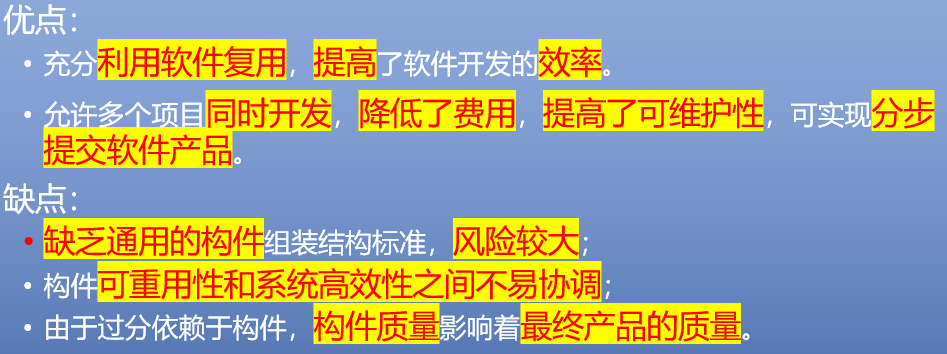 优点：
• 充分利用软件复用，提高了软件开发的效率。
• 允许多个项目同时开发，降低了费用，提高了可维护性，可实现分步
提交软件产品。
缺点：
• 缺乏通用的构件组装结构标准，风险较大；
• 构件可重用性和系统高效性之间不易协调；
• 由于过分依赖于构件，构件质量影响着最终产品的质量。